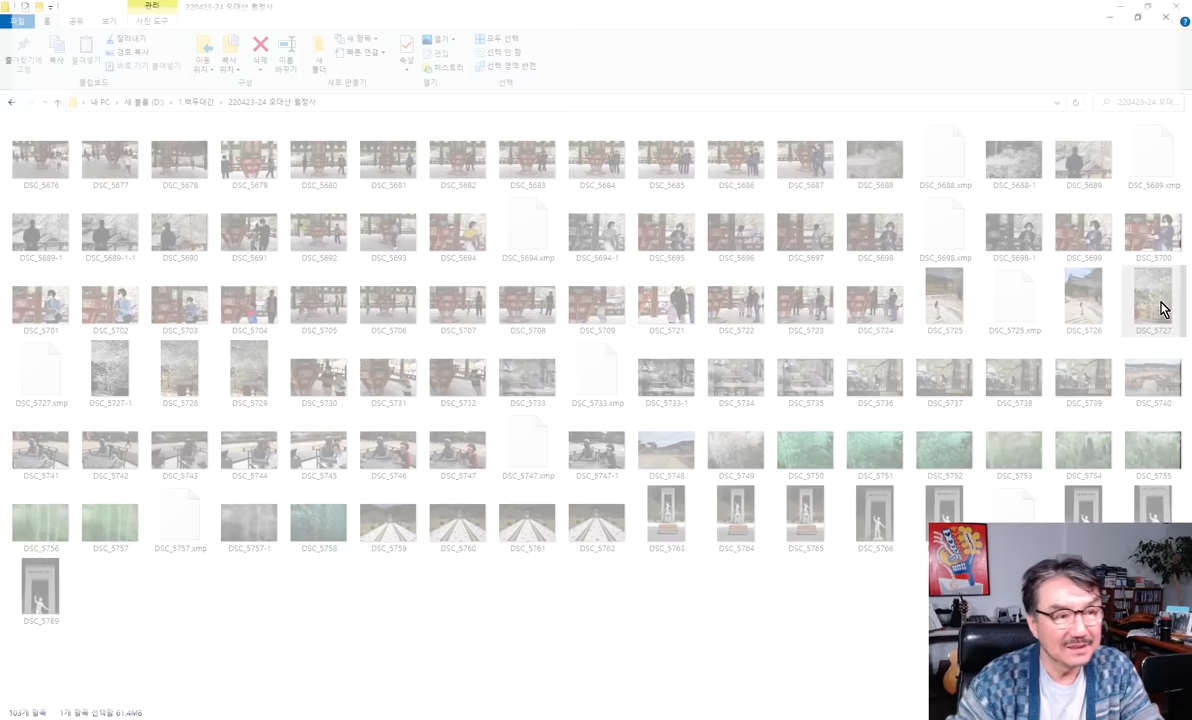 관리
220423-24 오대산 월정사
파일
홈
공유
보기
사진 도구
즐겨찾기에 고정
복사
붙여넣기
잘라내기
경로 복사
바로 가기 붙여넣기
이동 위치
복사 위치
삭제
이름 바꾸기
새 폴더
새 항목
빠른 연결
속성
열기
편집
히스토리
모두 선택
선택 안 함
선택 영역 반전
클립보드
구성
새로 만들기
열기
선택
내 PC
새 볼륨 (D:)
1.백두대간
220423-24 오대산 월정사
220423-24 오대...
DSC_5676 DSC_5677 DSC_5678 DSC_5679 DSC_5680 DSC_5681 DSC_5682 DSC_5683 DSC_5684 DSC_5685 DSC_5686 DSC_5687 DSC_5688 DSC_5688.xmp DSC_5688-1 DSC_5689 DSC_5689.xmp
DSC_5689-1 DSC_5689-1-1 DSC_5690 DSC_5691 DSC_5692 DSC_5693 DSC_5694 DSC_5694.xmp DSC_5694-1 DSC_5695 DSC_5696 DSC_5697 DSC_5698 DSC_5698.xmp DSC_5698-1 DSC_5699 DSC_5700
DSC_5701 DSC_5702 DSC_5703 DSC_5704 DSC_5705 DSC_5706 DSC_5707 DSC_5708 DSC_5709 DSC_5721 DSC_5722 DSC_5723 DSC_5724 DSC_5725 DSC_5725.xmp DSC_5726 DSC_5727
DSC_5727.xmp DSC_5727-1 DSC_5728 DSC_5729 DSC_5730 DSC_5731 DSC_5732 DSC_5733 DSC_5733.xmp DSC_5733-1 DSC_5734 DSC_5735 DSC_5736 DSC_5737 DSC_5738 DSC_5739 DSC_5740
DSC_5741 DSC_5742 DSC_5743 DSC_5744 DSC_5745 DSC_5746 DSC_5747 DSC_5747.xmp DSC_5747-1 DSC_5748 DSC_5749 DSC_5750 DSC_5751 DSC_5752 DSC_5753 DSC_5754 DSC_5755
DSC_5756 DSC_5757 DSC_5757.xmp DSC_5757-1 DSC_5758 DSC_5759 DSC_5760 DSC_5761 DSC_5762 DSC_5763 DSC_5764 DSC_5765 DSC_5766
DSC_5769
103개 항목 1개 항목 선택함 61.4MB